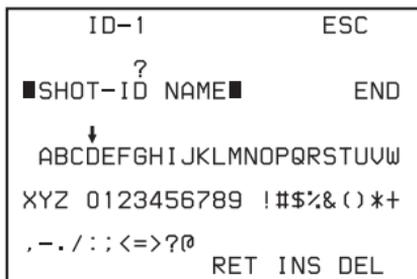 ID-1 ESC
?
■SHOT-ID NAME■ END
↓
ABCDEFGHIJKLMNOPQRSTUVW
XYZ 0123456789 !#$%&()*+
,-./:;<=>?@
RET INS DEL